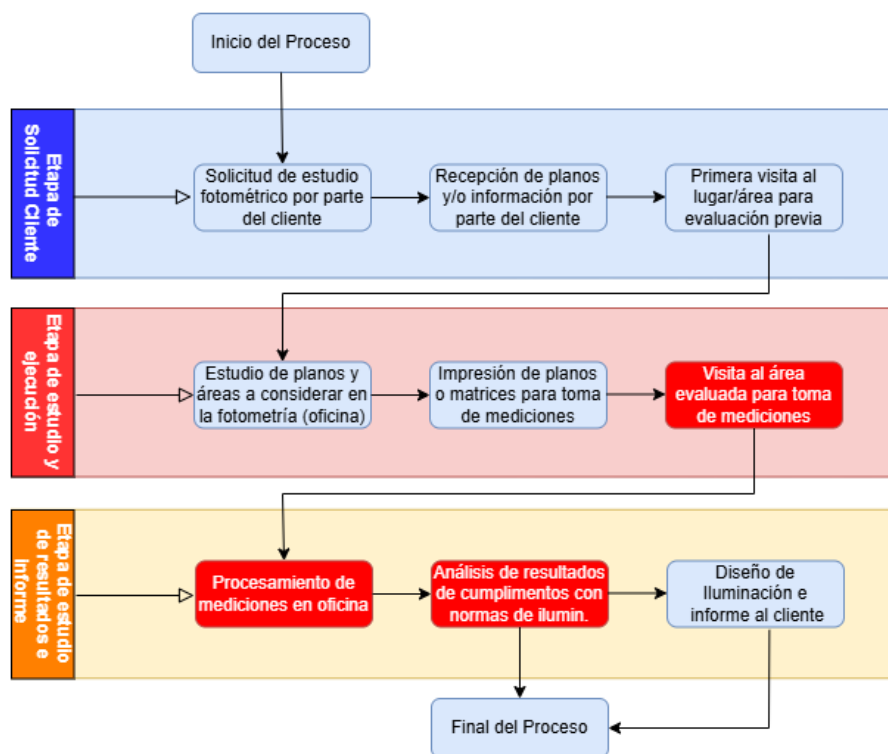 Inicio del Proceso
Etapa de
Solicitud Cliente
Solicitud de estudio
fotométrico por parte
del cliente
Recepción de planos
y/o información por
parte del cliente
Primera visita al
lugar/área para
evaluación previa
Etapa de estudio y
ejecución
Estudio de planos y
áreas a considerar en
la fotometría (oficina)
Impresión de planos
o matrices para toma
de mediciones
Visita al área
evaluada para toma
de mediciones
Etapa de estudio
de resultados e
Informe
Procesamiento de
mediciones en oficina
Análisis de resultados
de cumplimentos con
normas de ilumin.
Diseño de
Iluminación e
informe al cliente
Final del Proceso